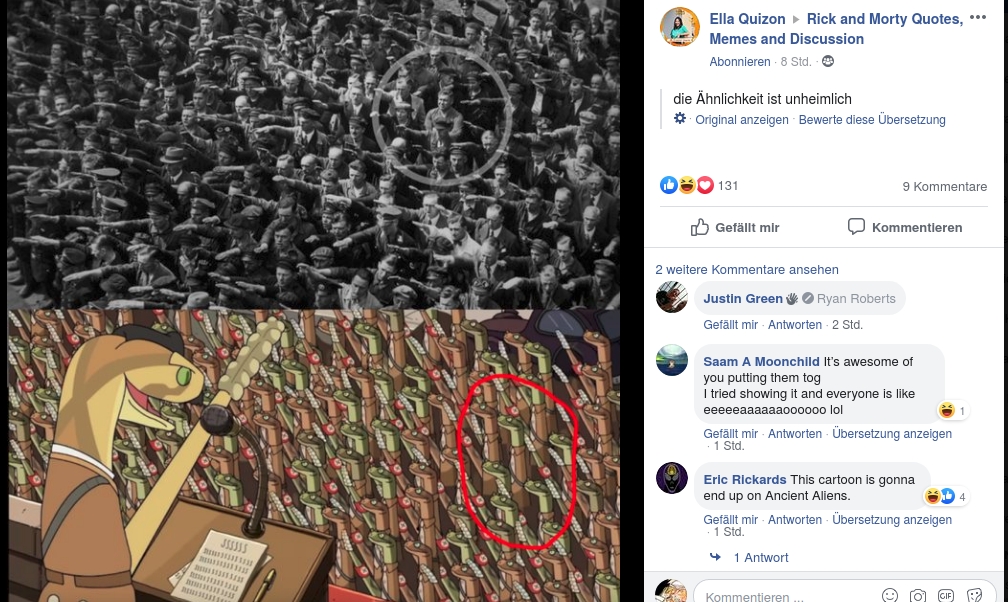 Ella Quizon ▸ Rick and Morty Quotes, ···
Memes and Discussion
Abonnieren · 8 Std. ·
die Ähnlichkeit ist unheimlich
· Original anzeigen · Bewerte diese Übersetzung
131
9 Kommentare
Gefällt mir
Kommentieren
2 weitere Kommentare ansehen
Justin Green Ryan Roberts
Gefällt mir · Antworten · 2 Std.
Saam A Moonchild It's awesome of
you putting them tog
I tried showing it and everyone is like
eeeeeaaaaaaoooooo lol
1
Gefällt mir · Antworten · Übersetzung anzeigen
· 1 Std.
Eric Rickards This cartoon is gonna
end up on Ancient Aliens.
4
Gefällt mir · Antworten · Übersetzung anzeigen
· 1 Std.
1 Antwort
Kommentieren ...
GIF